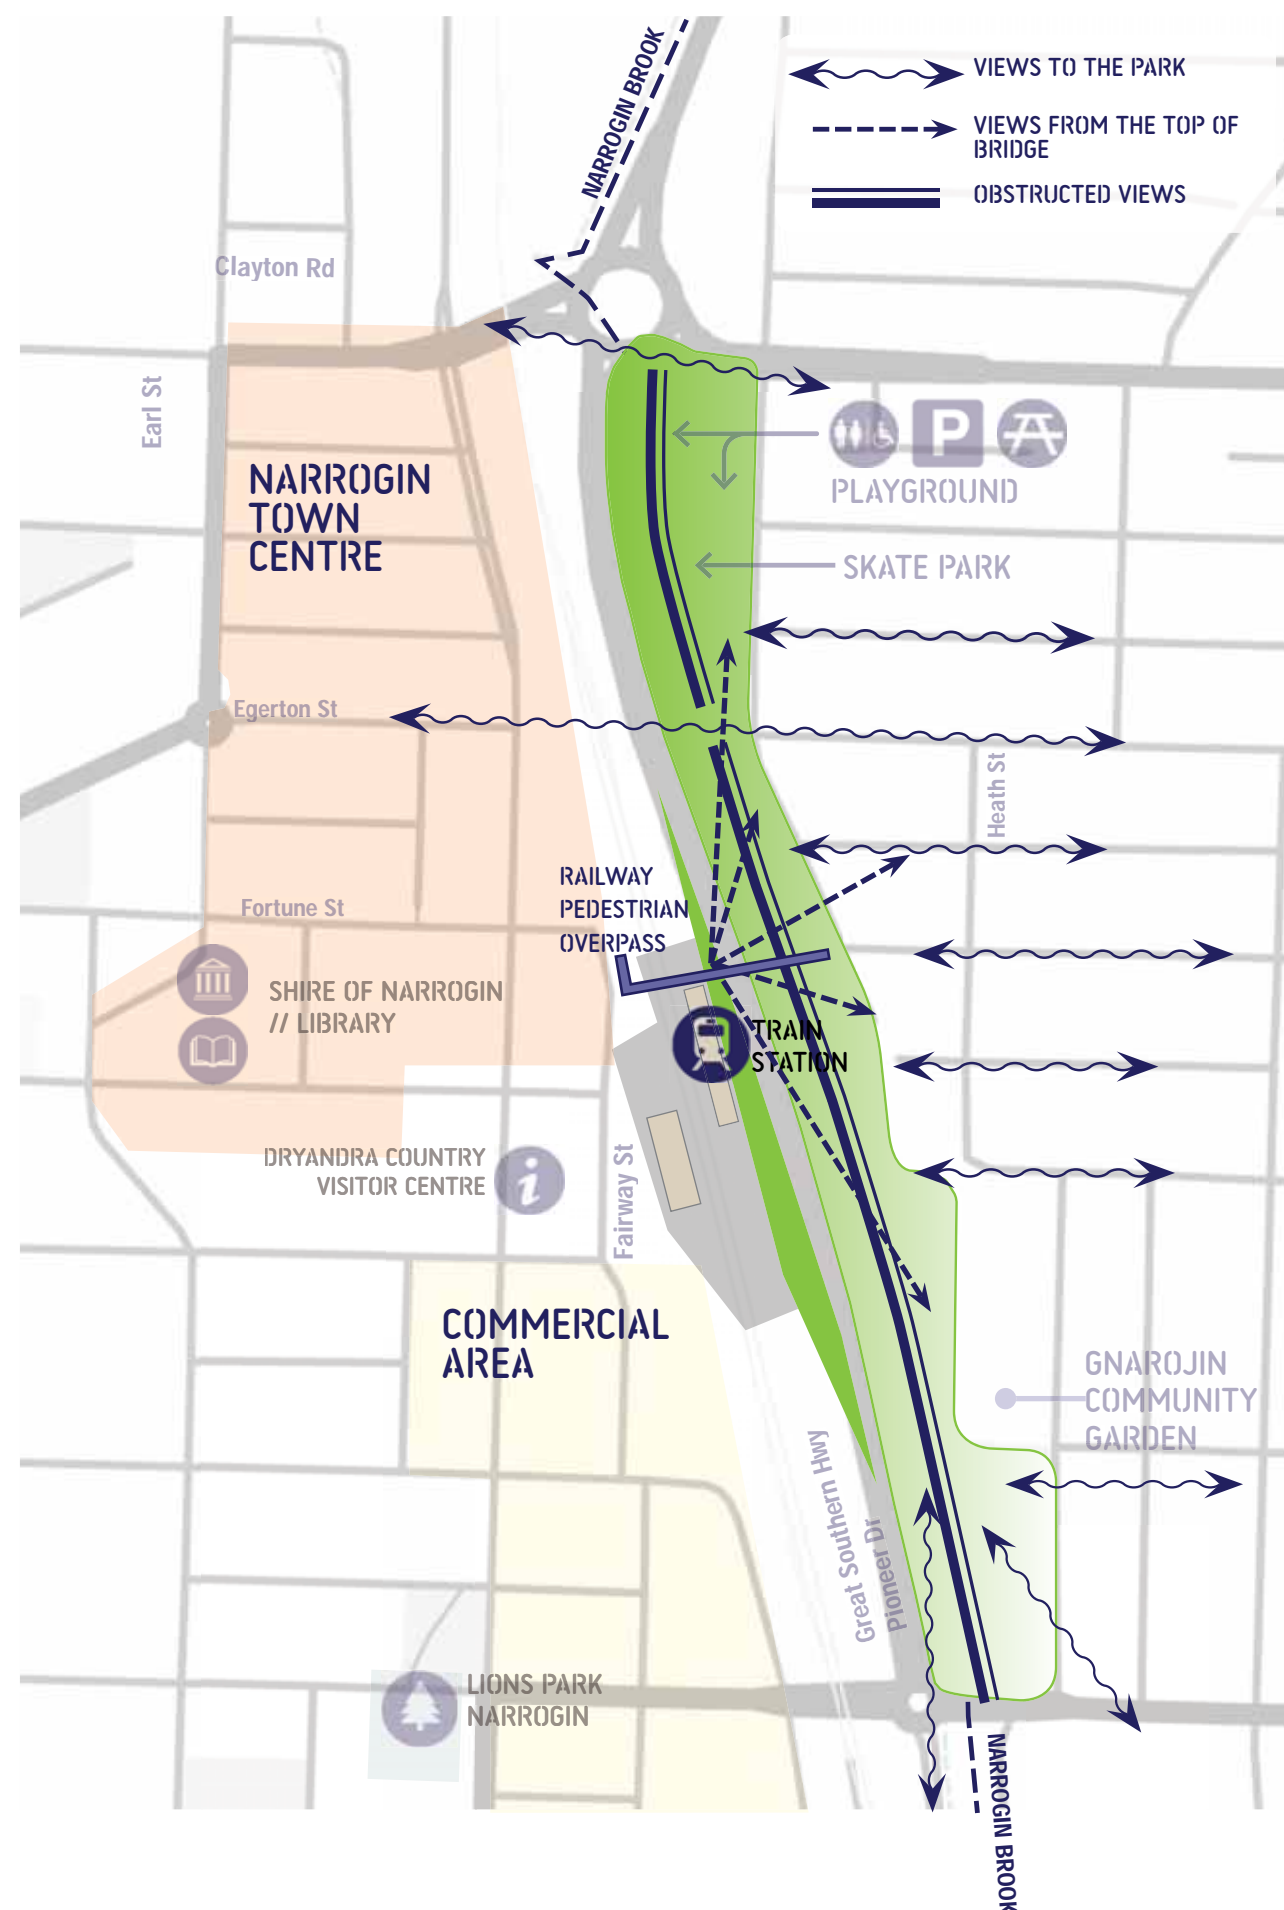 NARROGIN BROOK
VIEWS TO THE PARK
VIEWS FROM THE TOP OF
BRIDGE
OBSTRUCTED VIEWS
Clayton Rd
Earl St
NARROGIN
TOWN
CENTRE
P
PLAYGROUND
SKATE PARK
Egerton St
Heath St
RAILWAY
PEDESTRIAN
OVERPASS
Fortune St
SHIRE OF NARROGIN
// LIBRARY
TRAIN
STATION
DRYANDRA COUNTRY
VISITOR CENTRE
i
Fairway St
COMMERCIAL
AREA
GNAROJIN
COMMUNITY
GARDEN
Great Southern Hwy
Pioneer Dr
LIONS PARK
NARROGIN
NARROGIN BROOK